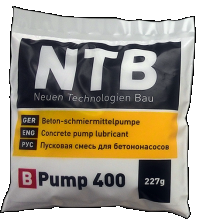 NTB
Neuen Technologien Bau
GER Beton-schmiermittelpumpe
ENG Concrete pump lubricant
РУС Пусковая смесь для бетононасосов
B Pump 400
227g